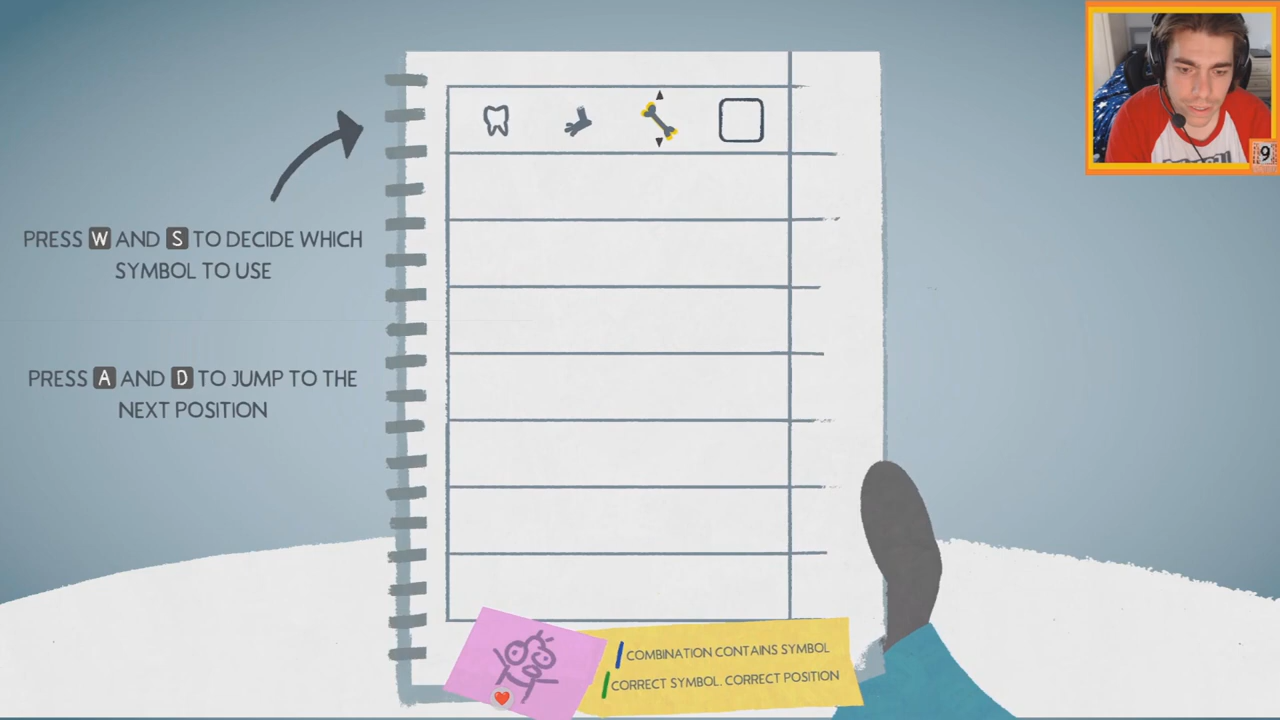 PRESS W AND S TO DECIDE WHICH
SYMBOL TO USE
PRESS A AND D TO JUMP TO THE
NEXT POSITION
COMBINATION CONTAINS SYMBOL
CORRECT SYMBOL. CORRECT POSITION
9